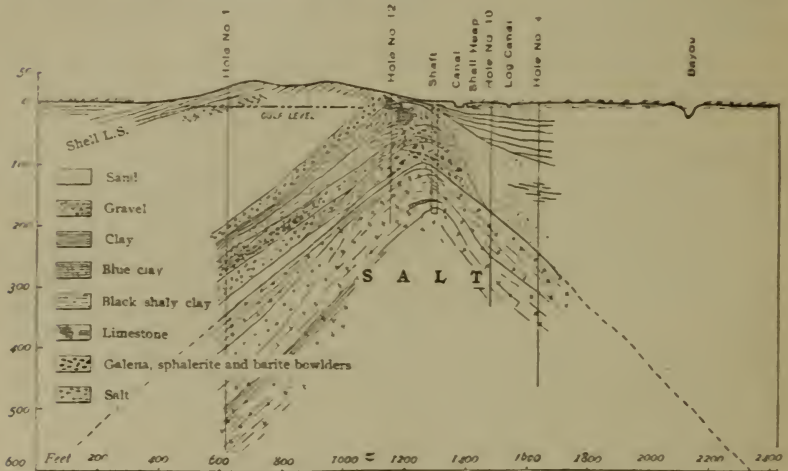 Hole No 1
Hole No 12
Shaft
Canal
Shell Heap
Hole No 10
Log Canal
Hole No 4
Bayou
50
0
100
200
300
400
500
600
GULF LEVEL
Shell L.S.
Sand
Gravel
Clay
Blue clay
Black shaly clay
Limestone
Galena, sphalerite and barite bowlders
Salt
SALT
Feet 200 400 600 800 1000 1200 1400 1600 1800 2000 2200 2400